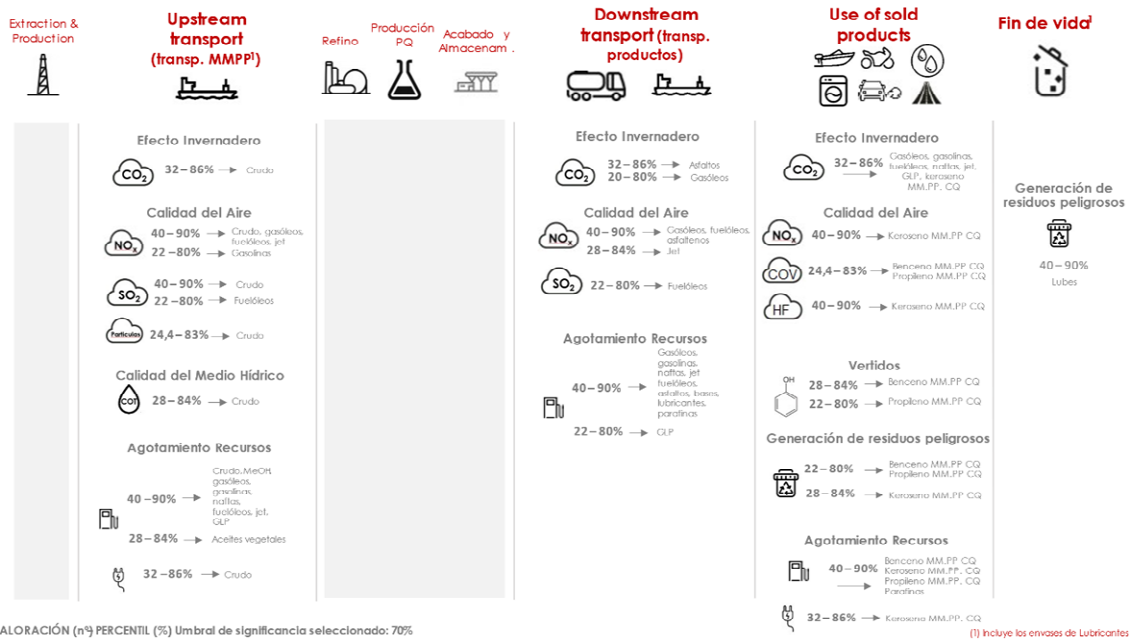 Extraction &
Production
Upstream
transport
(transp. MMPP¹)
Refino
Producción
PQ
Acabado y
Almacenam.
Downstream
transport (transp.
productos)
Use of sold
products
Fin de vida¹
Efecto Invernadero
CO₂
32–86%
Crudo
Calidad del Aire
NOₓ
40–90%
Crudo, gasóleos,
fuelóleos, jet
22–80%
Gasolinas
SO₂
40–90%
Crudo
22–80%
Fuelóleos
Partículas
24,4–83%
Crudo
Calidad del Medio Hídrico
COT
28–84%
Crudo
Agotamiento Recursos
40–90%
Crudo, MeOH,
gasóleos,
gasolinas,
naftas,
fuelóleos, jet,
GLP
28–84%
Aceites vegetales
32–86%
Crudo
Efecto Invernadero
CO₂
32–86%
Asfaltos
20–80%
Gasóleos
Calidad del Aire
NOₓ
40–90%
Gasóleos, fuelóleos,
asfaltenos
28–84%
Jet
SO₂
22–80%
Fuelóleos
Agotamiento Recursos
40–90%
Gasóleos,
gasolinas,
naftas, jet
fuelóleos,
asfaltos, bases,
lubricantes,
parafinas
22–80%
GLP
Efecto Invernadero
CO₂
32–86%
Gasóleos, gasolinas,
fuelóleos, naftas, jet,
GLP, keroseno
MM.PP. CQ
Calidad del Aire
NOₓ
40–90%
Keroseno MM.PP CQ
COV
24,4–83%
Benceno MM.PP CQ
Propileno MM.PP CQ
HF
40–90%
Keroseno MM.PP CQ
Vertidos
OH
28–84%
Benceno MM.PP CQ
22–80%
Propileno MM.PP CQ
Generación de residuos peligrosos
22–80%
Benceno MM.PP CQ
Propileno MM.PP CQ
28–84%
Keroseno MM.PP CQ
Agotamiento Recursos
40–90%
Benceno MM.PP CQ
Keroseno MM.PP. CQ
Propileno MM.PP. CQ
Parafinas
32–86%
Keroseno MM.PP. CQ
Generación de
residuos peligrosos
40–90%
Lubes
ALORACIÓN (nº) PERCENTIL (%) Umbral de significancia seleccionado: 70%
(1) Incluye los envases de Lubricantes